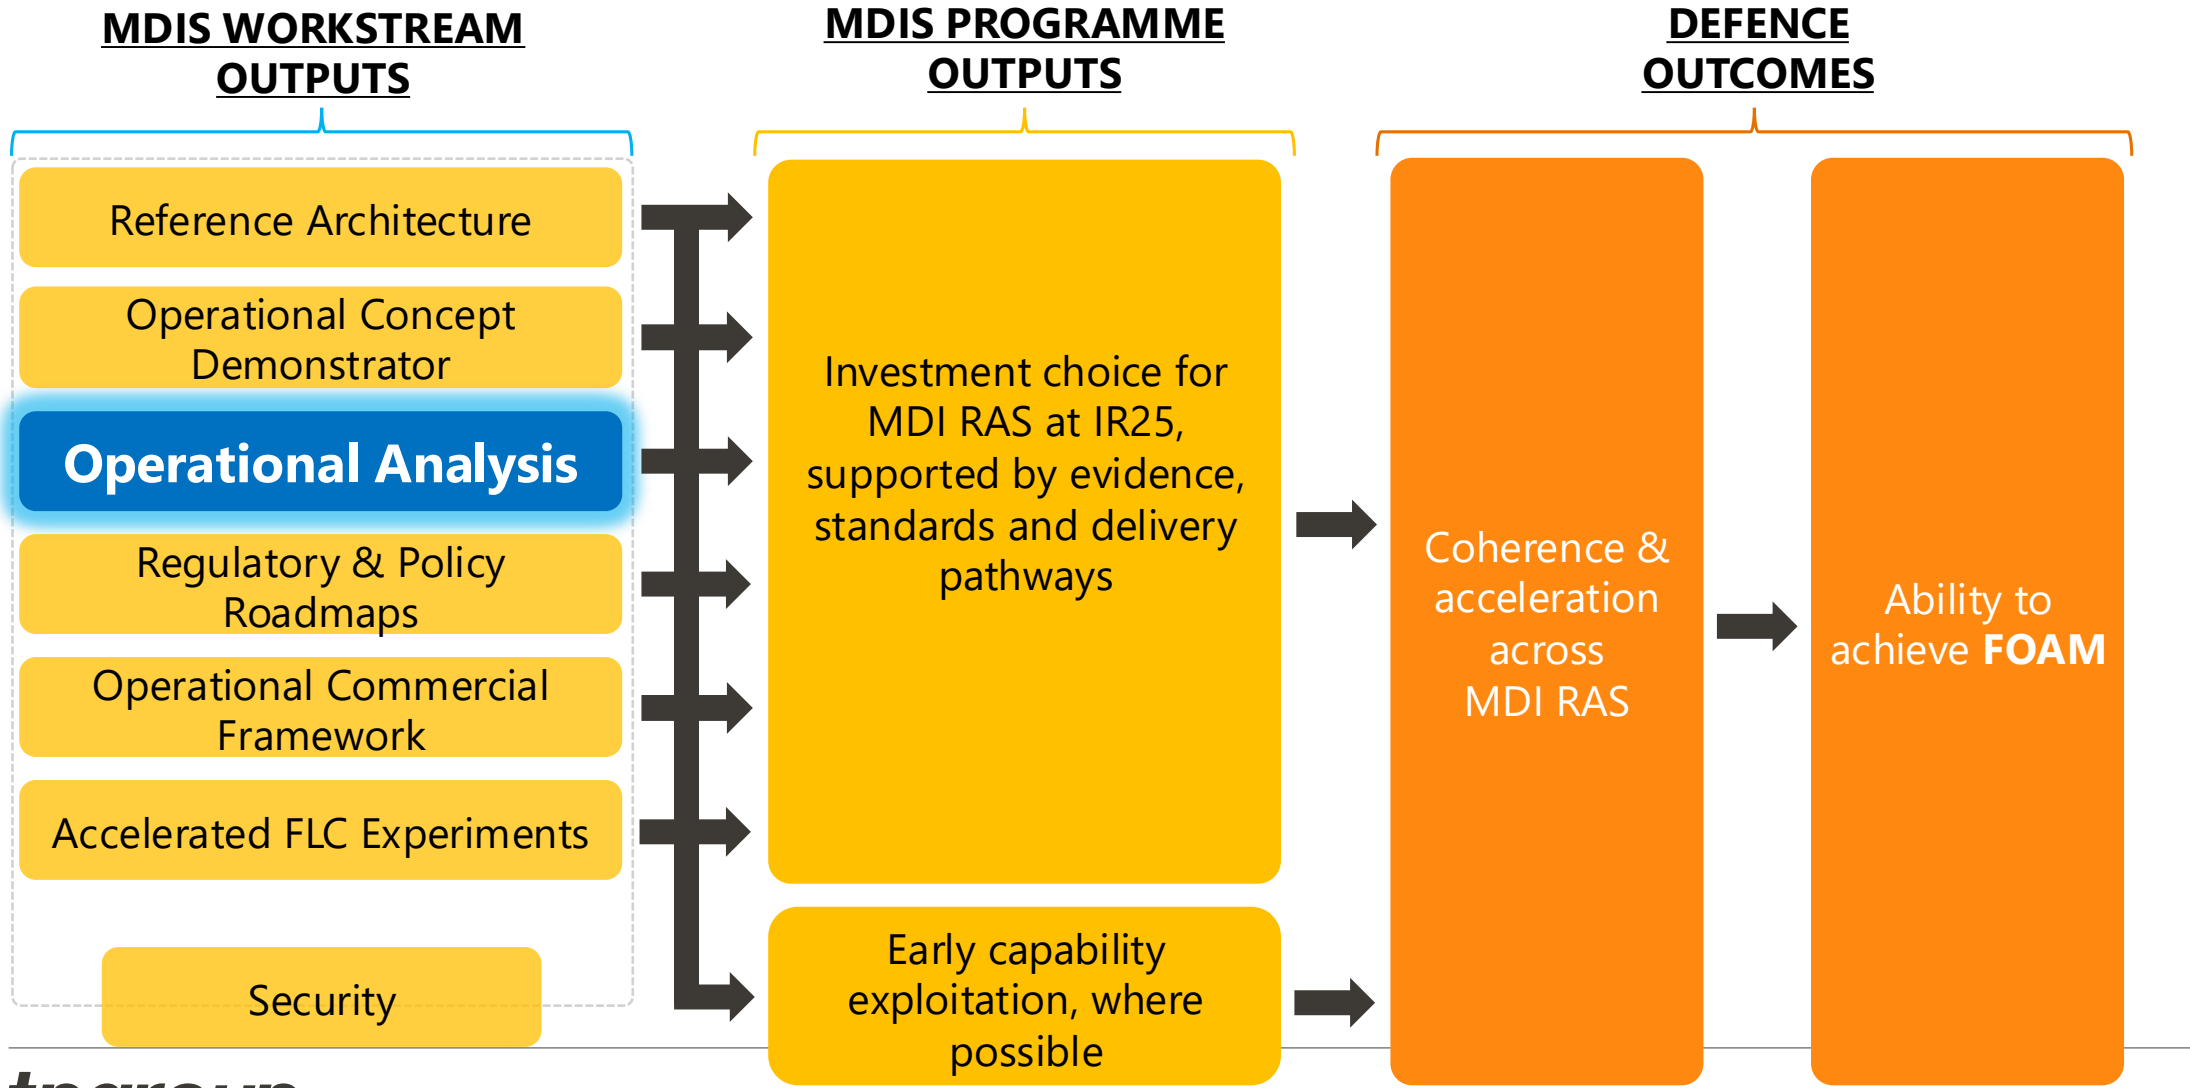 MDIS WORKSTREAM
OUTPUTS
Reference Architecture
Operational Concept
Demonstrator
Operational Analysis
Regulatory & Policy
Roadmaps
Operational Commercial
Framework
Accelerated FLC Experiments
Security
MDIS PROGRAMME
OUTPUTS
Investment choice for
MDI RAS at IR25,
supported by evidence,
standards and delivery
pathways
Early capability
exploitation, where
possible
DEFENCE
OUTCOMES
Coherence &
acceleration
across
MDI RAS
Ability to
achieve FOAM